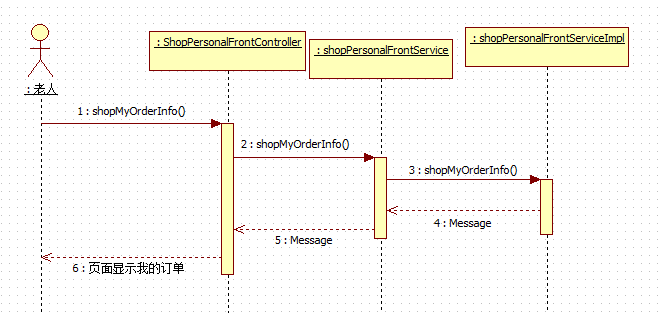 : ShopPersonalFrontController
: shopPersonalFrontService
: shopPersonalFrontServiceImpl
: 老人
1 : shopMyOrderInfo()
2 : shopMyOrderInfo()
3 : shopMyOrderInfo()
4 : Message
5 : Message
6 : 页面显示我的订单